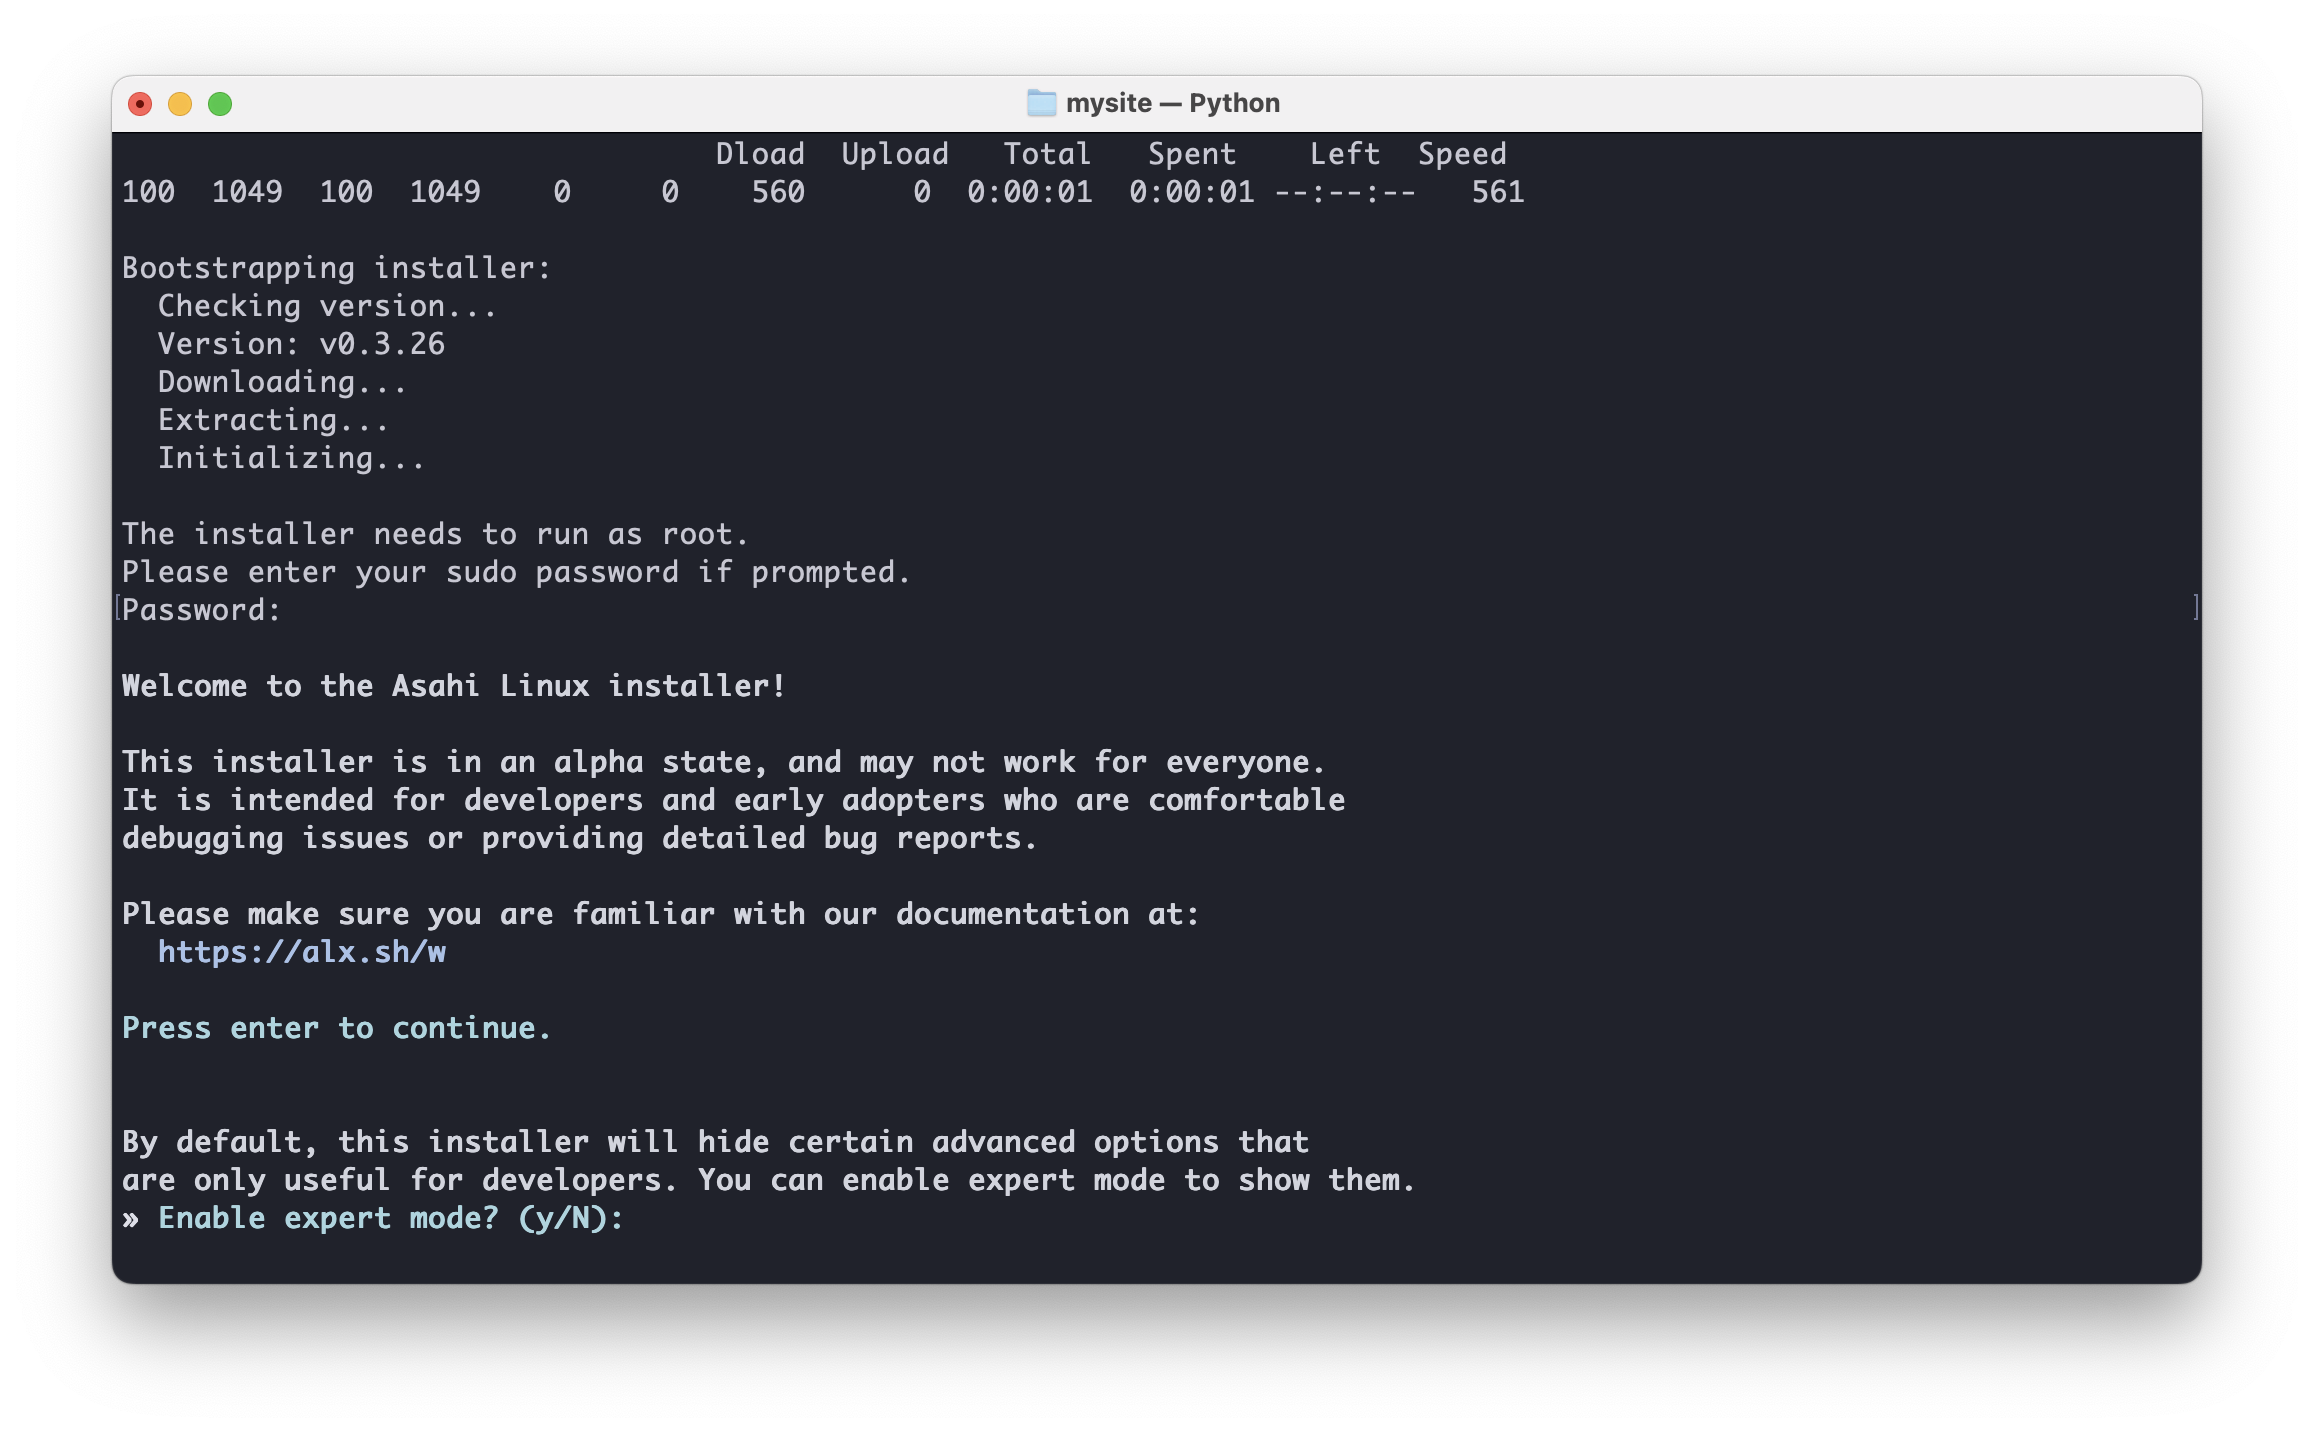 mysite — Python
Dload  Upload   Total   Spent    Left  Speed
100  1049  100  1049    0     0    560      0  0:00:01  0:00:01 --:--:--   561
Bootstrapping installer:
  Checking version...
  Version: v0.3.26
  Downloading...
  Extracting...
  Initializing...
The installer needs to run as root.
Please enter your sudo password if prompted.
[Password: ]
Welcome to the Asahi Linux installer!
This installer is in an alpha state, and may not work for everyone.
It is intended for developers and early adopters who are comfortable
debugging issues or providing detailed bug reports.
Please make sure you are familiar with our documentation at:
  https://alx.sh/w
Press enter to continue.
By default, this installer will hide certain advanced options that
are only useful for developers. You can enable expert mode to show them.
» Enable expert mode? (y/N):